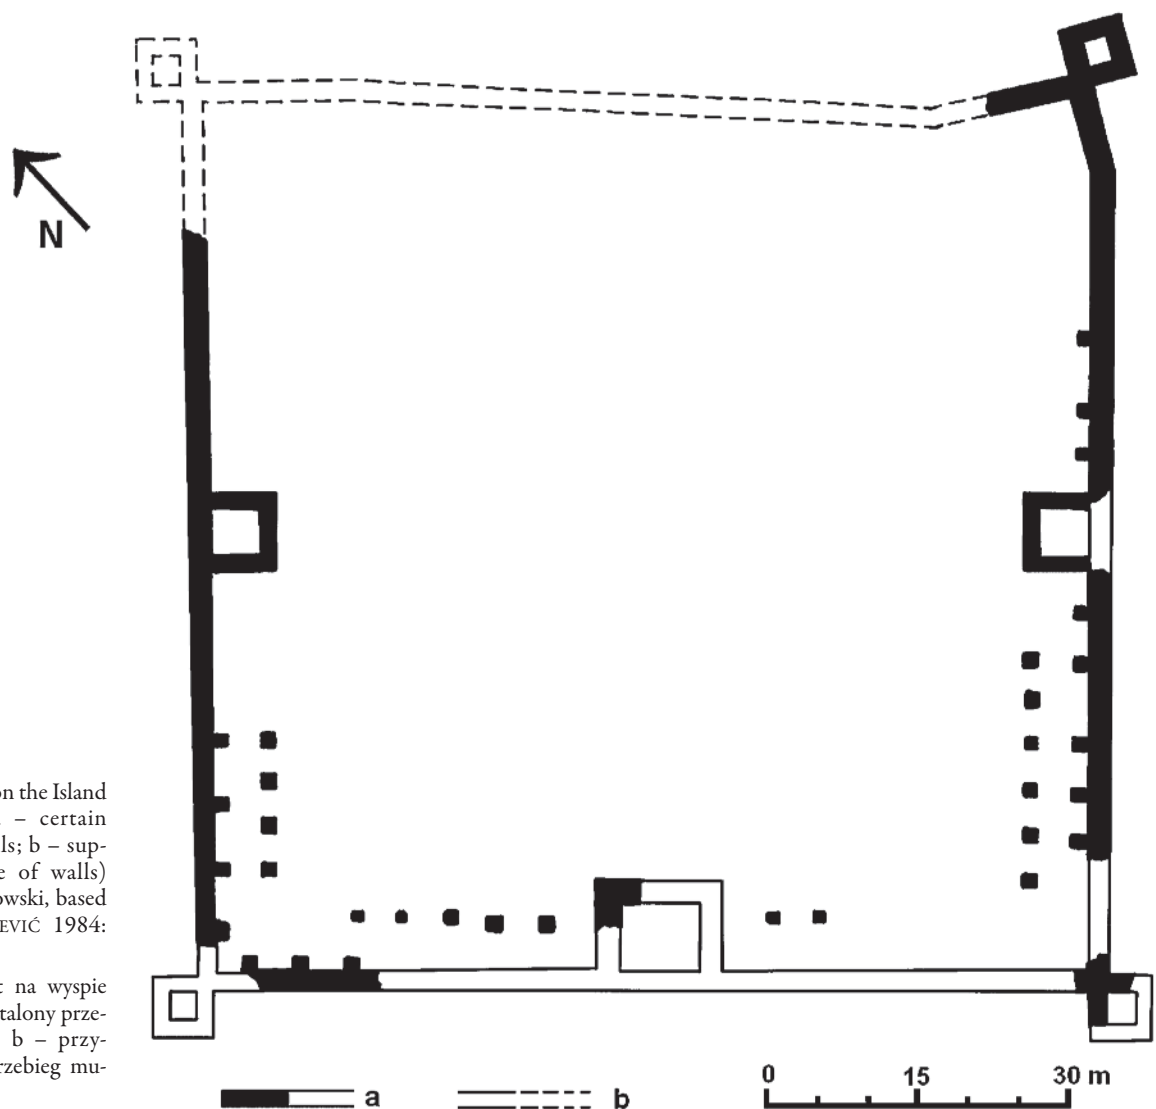 N
on the Island
– certain
ls; b – sup-
e of walls)
owski, based
EVIĆ 1984:
na wyspie
talony prze-
b – przy-
rzebieg mu-
a
b
0 15 30 m